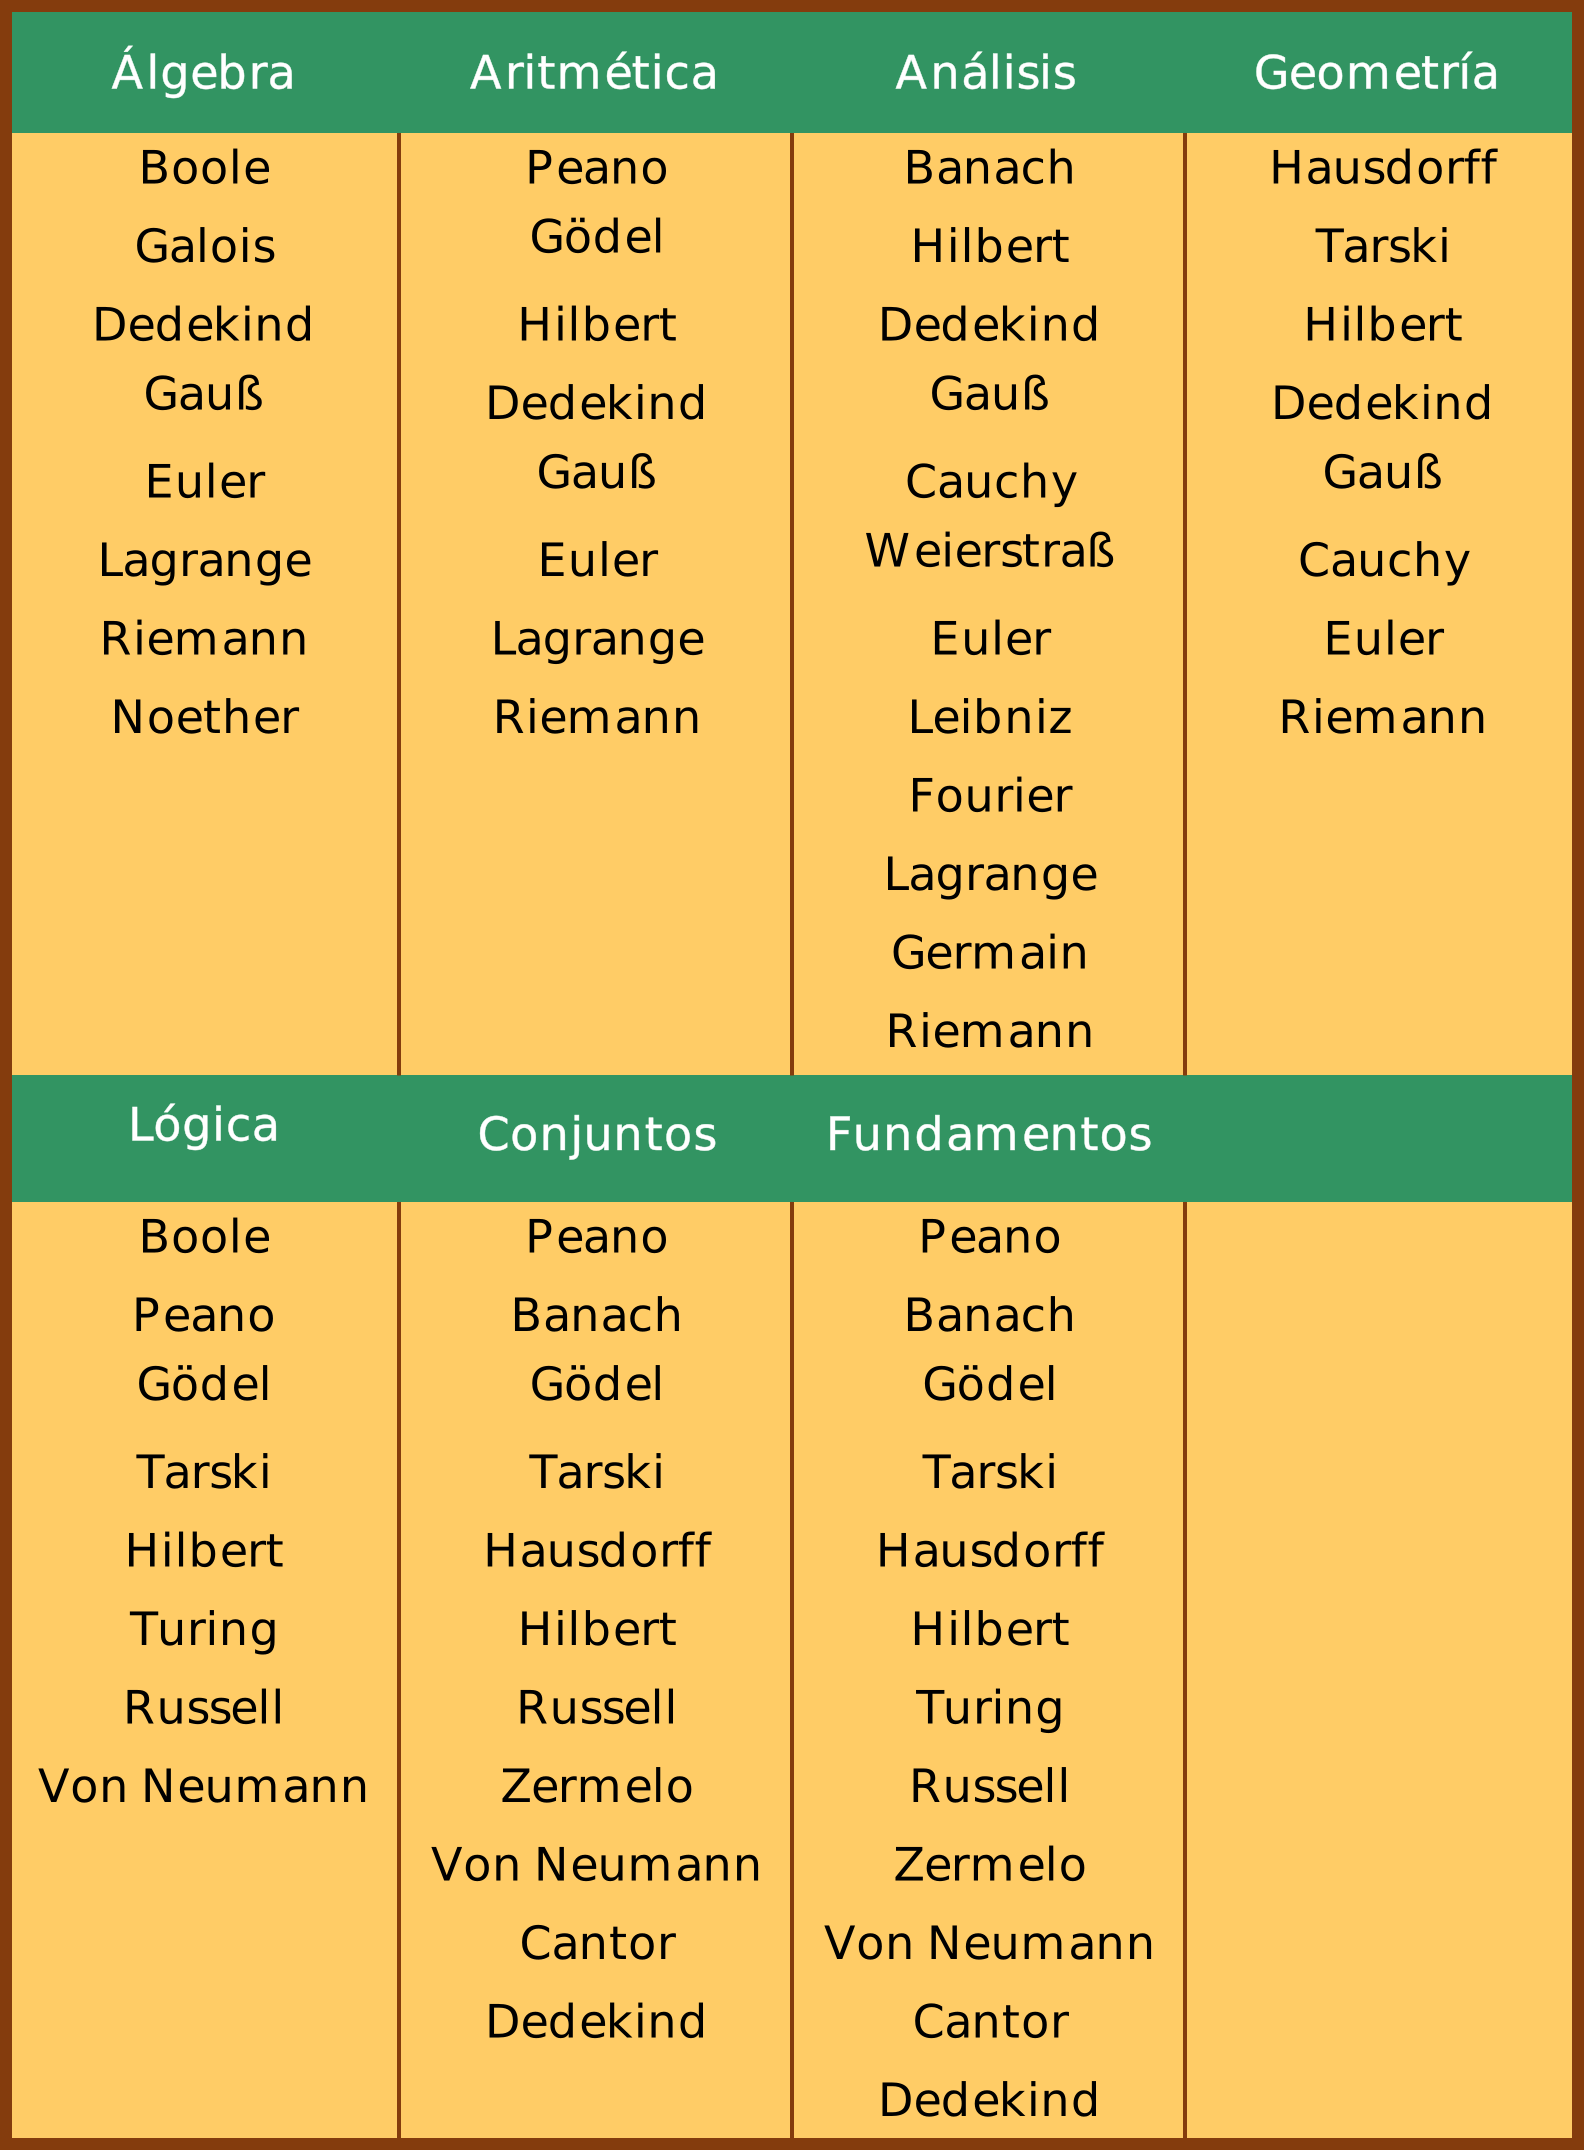 Álgebra Aritmética Análisis Geometría
Boole Peano Banach Hausdorff
Galois Gödel Hilbert Tarski
Dedekind Hilbert Dedekind Hilbert
Gauß Dedekind Gauß Dedekind
Euler Gauß Cauchy Gauß
Lagrange Euler Weierstraß Cauchy
Riemann Lagrange Euler Euler
Noether Riemann Leibniz Riemann
Fourier
Lagrange
Germain
Riemann
Lógica Conjuntos Fundamentos
Boole Peano Peano
Peano Banach Banach
Gödel Gödel Gödel
Tarski Tarski Tarski
Hilbert Hausdorff Hausdorff
Turing Hilbert Hilbert
Russell Russell Turing
Von Neumann Zermelo Russell
Von Neumann Zermelo
Cantor Von Neumann
Dedekind Cantor
Dedekind